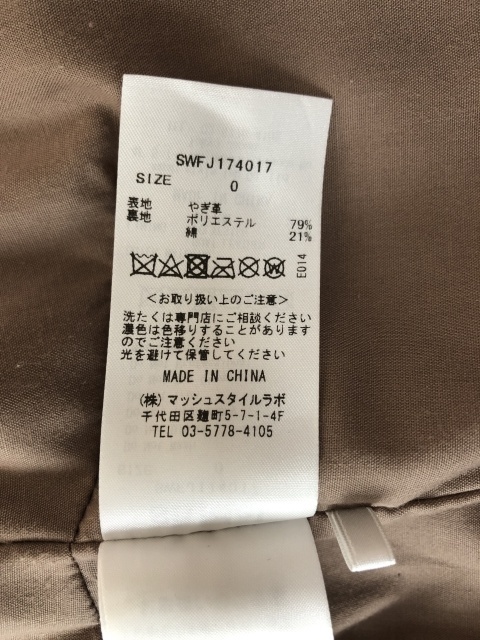 SWFJ174017
SIZE 0
表地 やぎ革
裏地 ポリエステル 79%
綿 21%
E014
<お取り扱い上のご注意>
洗たくは専門店にご相談ください
濃色は色移りすることがあります
のでご注意ください
光を避けて保管してください
MADE IN CHINA
(株)マッシュスタイルラボ
千代田区麹町5-7-1-4F
TEL 03-5778-4105